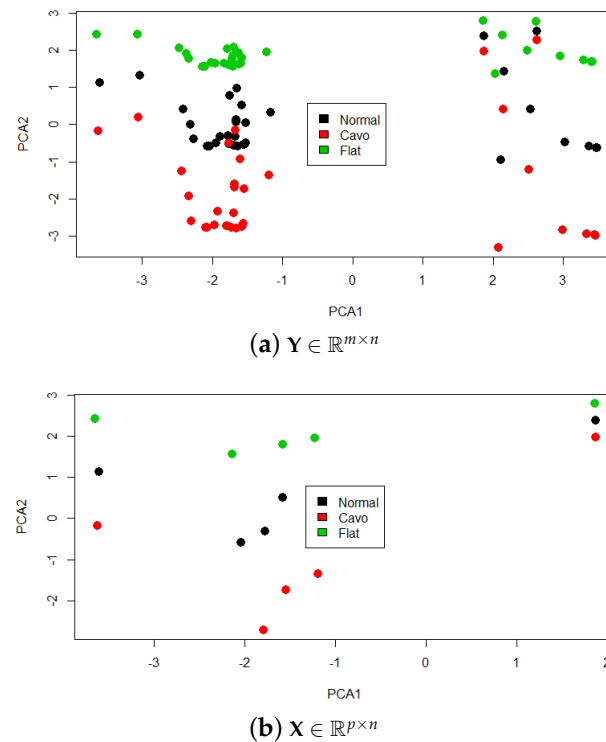 3
2
1
0
-1
-2
-3
PCA2
Normal
Cavo
Flat
-3
-2
-1
0
1
2
3
PCA1
(a) Y ∈ ℝ^{m×n}
3
2
1
0
-1
-2
PCA2
Normal
Cavo
Flat
-3
-2
-1
0
1
2
PCA1
(b) X ∈ ℝ^{p×n}